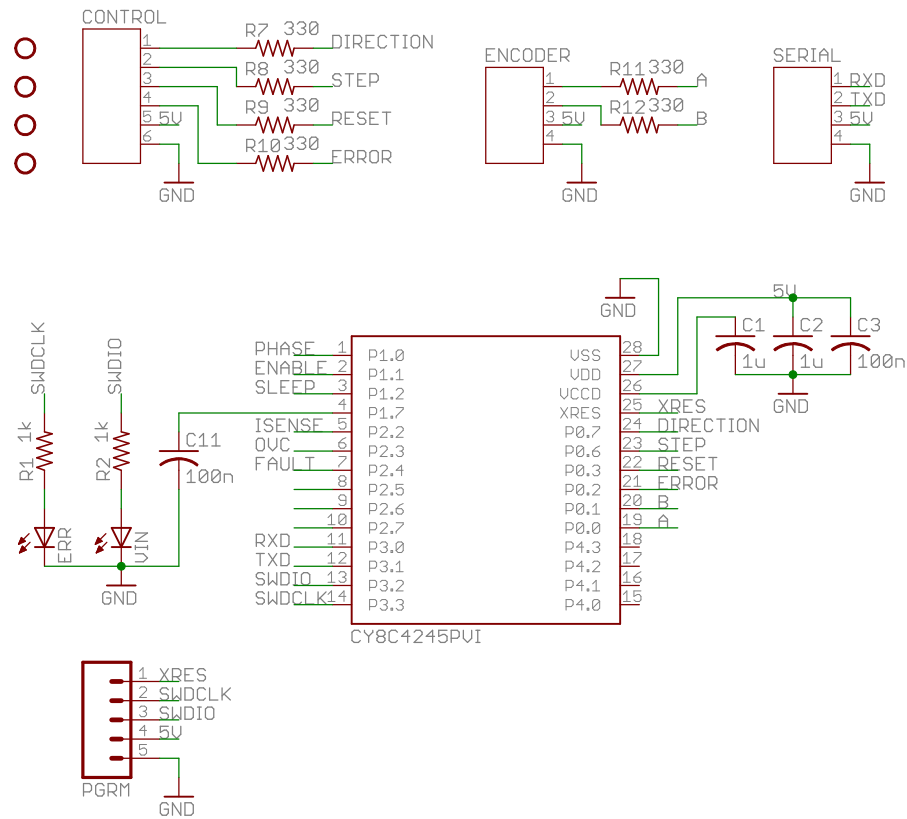 CONTROL
1
2
3
4
5
6
5V
GND
R7 330 DIRECTION
R8 330 STEP
R9 330 RESET
R10 330 ERROR
ENCODER
1
2
3 5V
4
GND
R11 330 A
R12 330 B
SERIAL
1 RXD
2 TXD
3 5V
4
GND
SWDCLK
R1 1k
ERR
SWDIO
R2 1k
VIN
GND
C11
100n
PHASE 1 P1.0
ENABLE 2 P1.1
SLEEP 3 P1.2
4 P1.7
ISENSE 5 P2.2
OVC 6 P2.3
FAULT 7 P2.4
8 P2.5
9 P2.6
10 P2.7
RXD 11 P3.0
TXD 12 P3.1
SWDIO 13 P3.2
SWDCLK 14 P3.3
VSS 28
VDD 27
VCCD 26
XRES 25 XRES
P0.7 24 DIRECTION
P0.6 23 STEP
P0.3 22 RESET
P0.2 21 ERROR
P0.1 20 B
P0.0 19 A
P4.3 18
P4.2 17
P4.1 16
P4.0 15
CY8C4245PVI
GND
5V
C1
1u
C2
1u
C3
100n
GND
1 XRES
2 SWDCLK
3 SWDIO
4 5V
5
PGRM
GND